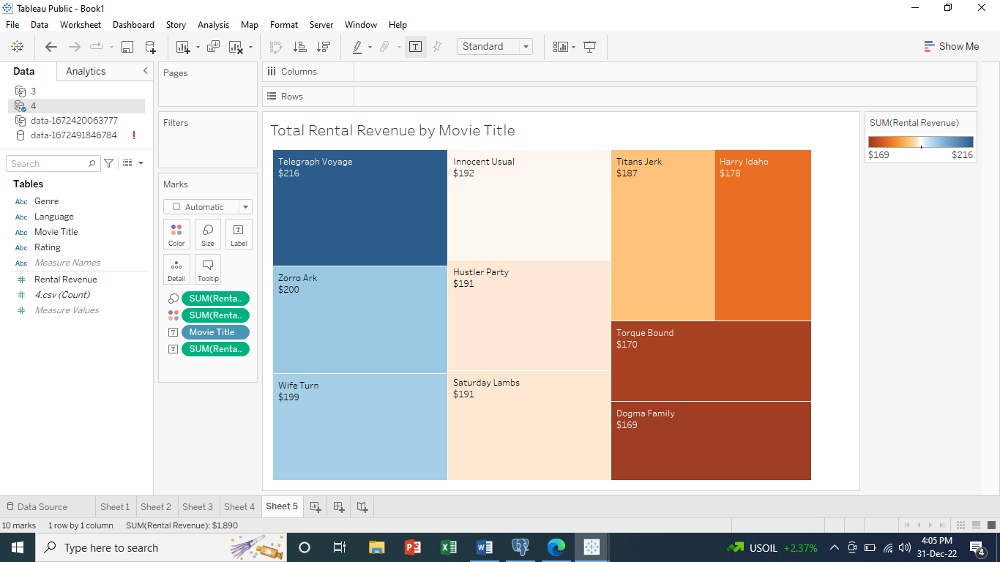 Tableau Public - Book1
File Data Worksheet Dashboard Story Analysis Map Format Server Window Help
Standard
Show Me
Data Analytics
3
4
data-1672420063777
data-1672491846784 !
Search
Tables
Abc Genre
Abc Language
Abc Movie Title
Abc Rating
Abc Measure Names
# Rental Revenue
# 4.csv (Count)
# Measure Values
Pages
Filters
Marks
Automatic
Color Size Label
Detail Tooltip
SUM(Renta..
SUM(Renta..
Movie Title
SUM(Renta..
Columns
Rows
Total Rental Revenue by Movie Title
Telegraph Voyage
$216
Zorro Ark
$200
Wife Turn
$199
Innocent Usual
$192
Hustler Party
$191
Saturday Lambs
$191
Titans Jerk
$187
Harry Idaho
$178
Torque Bound
$170
Dogma Family
$169
SUM(Rental Revenue)
$169 $216
Data Source Sheet 1 Sheet 2 Sheet 3 Sheet 4 Sheet 5
10 marks 1 row by 1 column SUM(Rental Revenue): $1,890
Type here to search
USOIL +2.37%
4:05 PM
31-Dec-22
4